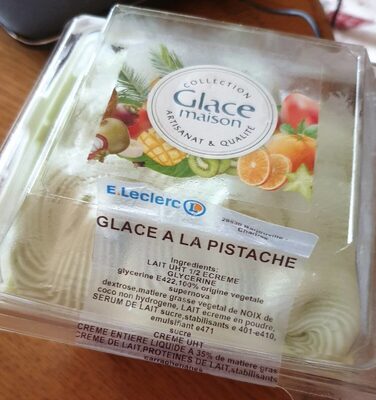 COLLECTION
Glace
maison
ARTISANAT & QUALITÉ
E.Leclerc
GLACE A LA PISTACHE
Ingredients:
LAIT UHT 1/2 ECREME
GLYCERINE
glycerine E422,100% origine vegetale
supernova
dextrose,matiere grasse vegetal de NOIX de
coco non hydrogene, LAIT ecreme en poudre,
SERUM DE LAIT sucre,stabilisants e 401-e410,
emulsifiant e471
sucre
CREME UHT
CREME ENTIERE LIQUIDE A 35% de matiere gras
CREME DE LAIT,PROTEINES DE LAIT,stabilisants
carraghenanes